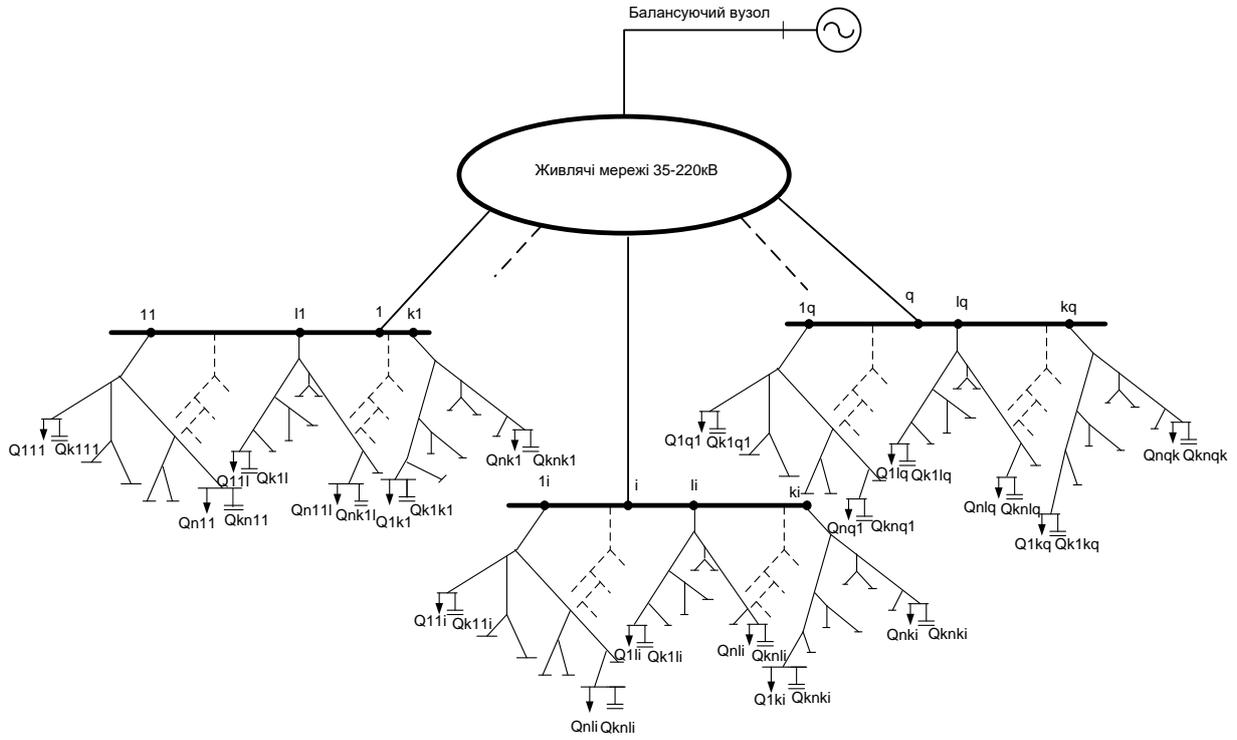 Балансуючий вузол
Живлячі мережі 35-220кВ
11
l1
1
k1
1q
q
lq
kq
Q111 Qk111
Q11l Qk1l
Qnk1 Qknk1
Qn11 Qkn11
Qn11l Qnk1l Q1k1 Qk1k1
Q1q1 Qk1q1
Q1lq Qk1lq
Qnqk Qknqk
Qnq1 Qknq1
Qnlq Qknlq
Q1kq Qk1kq
1i
i
li
ki
Q11i Qk11i
Q1li Qk1li
Qnli Qknli
Qnki Qknki
Q1ki Qknki
Qnli Qknli